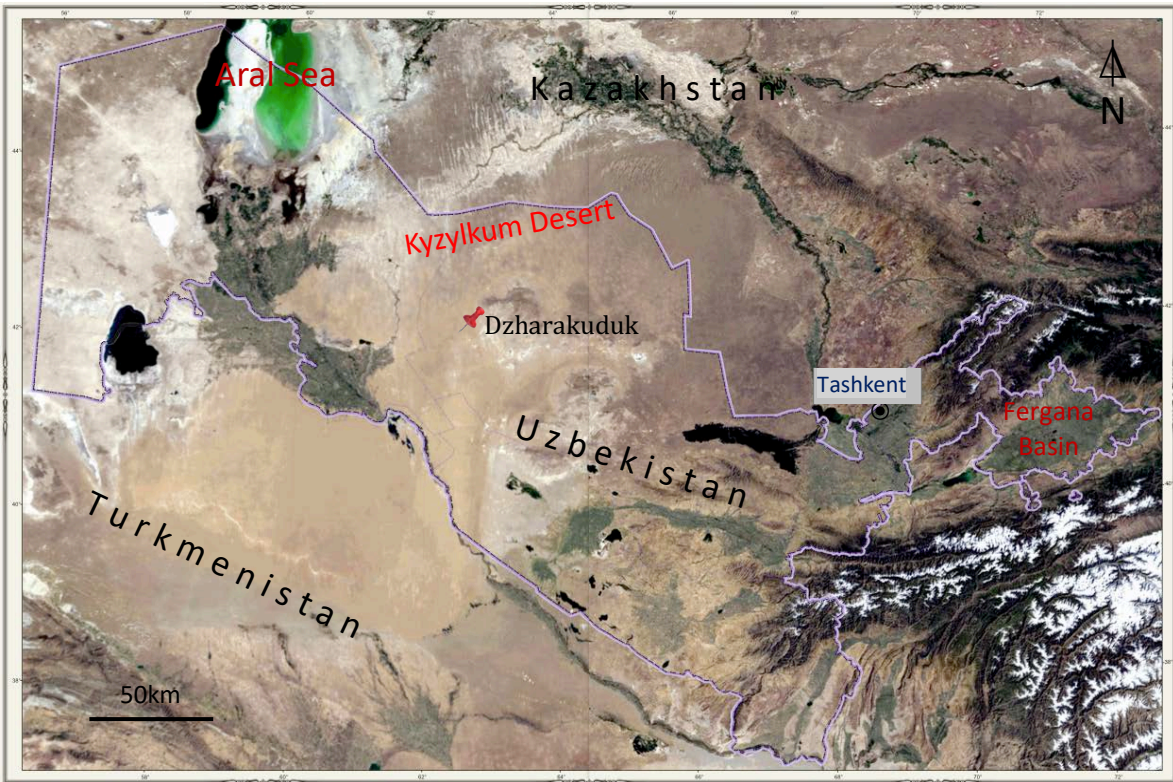 Aral Sea
Kazakhstan
N
Kyzylkum Desert
Dzharakuduk
Tashkent
Fergana
Basin
Uzbekistan
Turkmenistan
50km